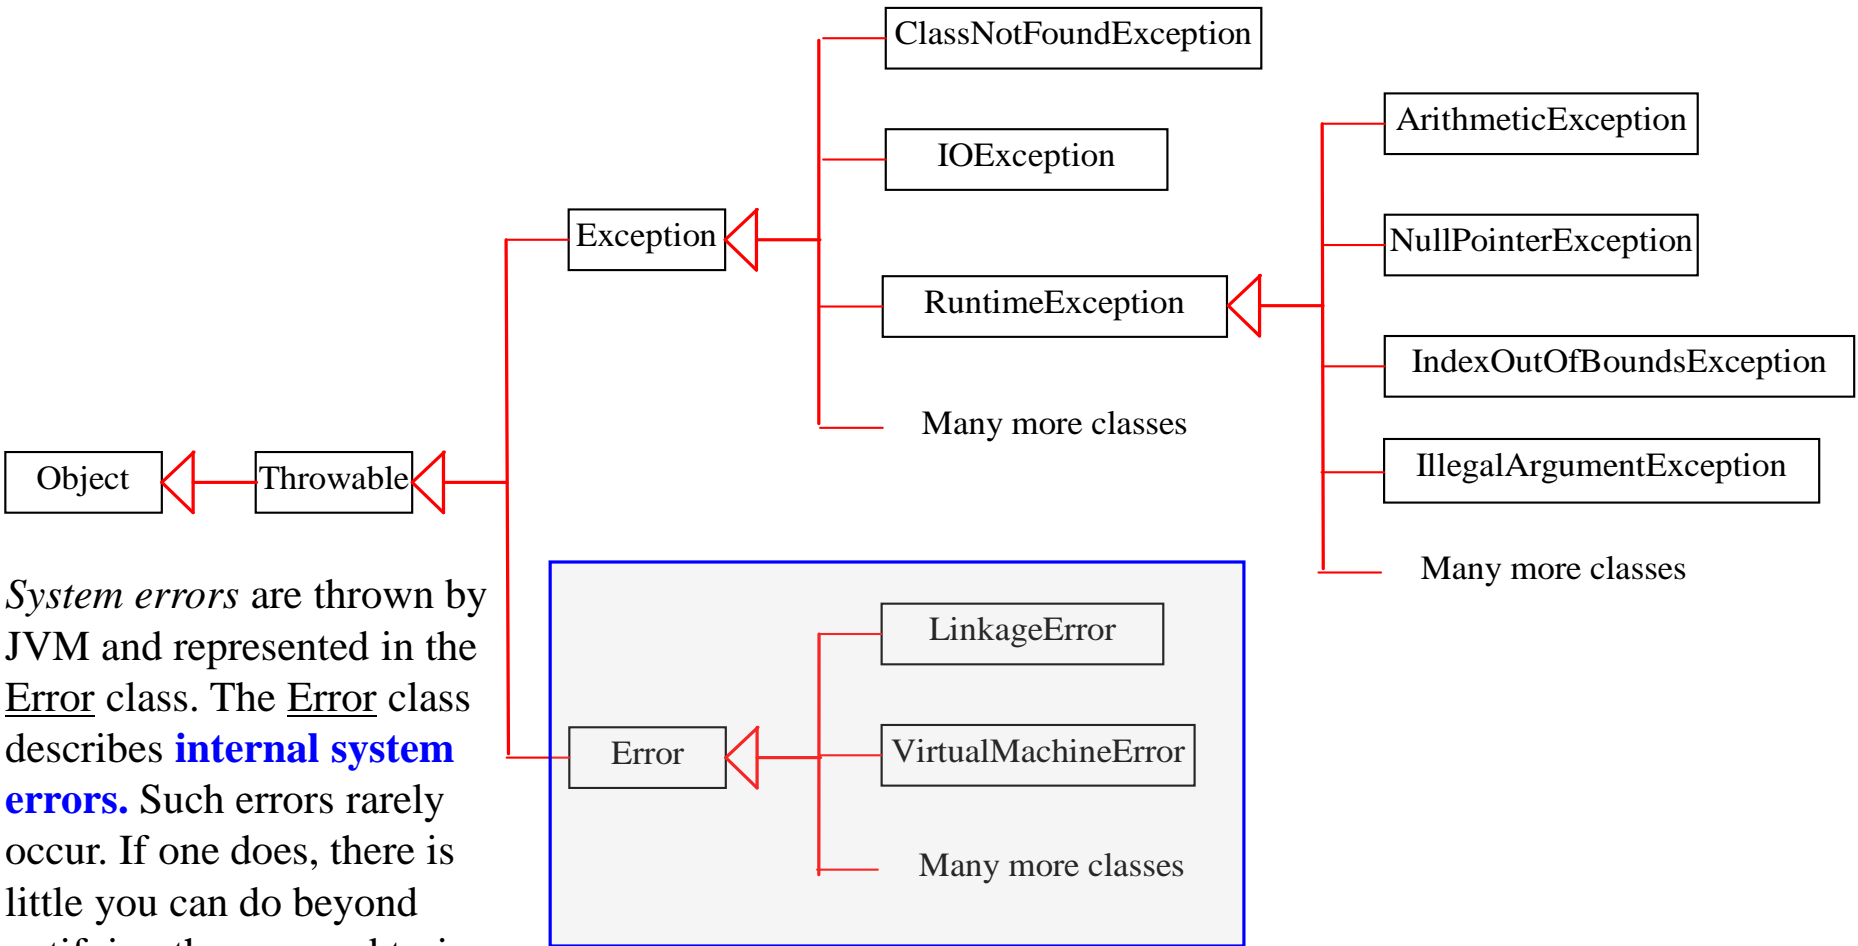 ClassNotFoundException
ArithmeticException
IOException
NullPointerException
Exception
RuntimeException
IndexOutOfBoundsException
Many more classes
IllegalArgumentException
Object
Throwable
Many more classes
System errors are thrown by
JVM and represented in the
Error class. The Error class
describes internal system
errors. Such errors rarely
occur. If one does, there is
little you can do beyond
LinkageError
Error
VirtualMachineError
Many more classes